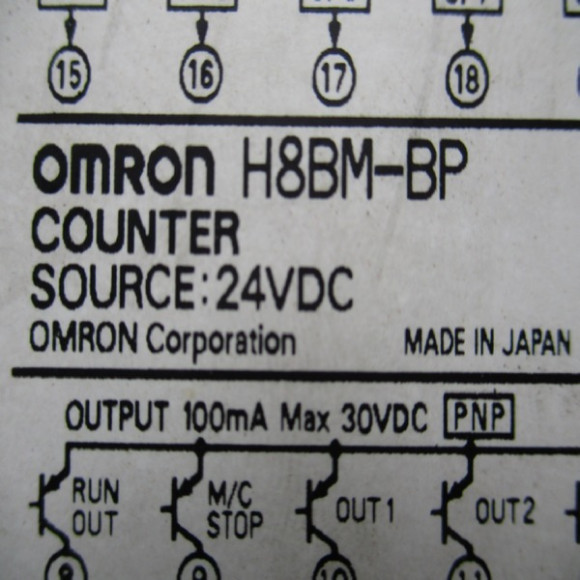 15 16 17 18
OMRON H8BM-BP
COUNTER
SOURCE:24VDC
OMRON Corporation MADE IN JAPAN
OUTPUT 100mA Max 30VDC PNP
RUN OUT
M/C STOP
OUT1
OUT2